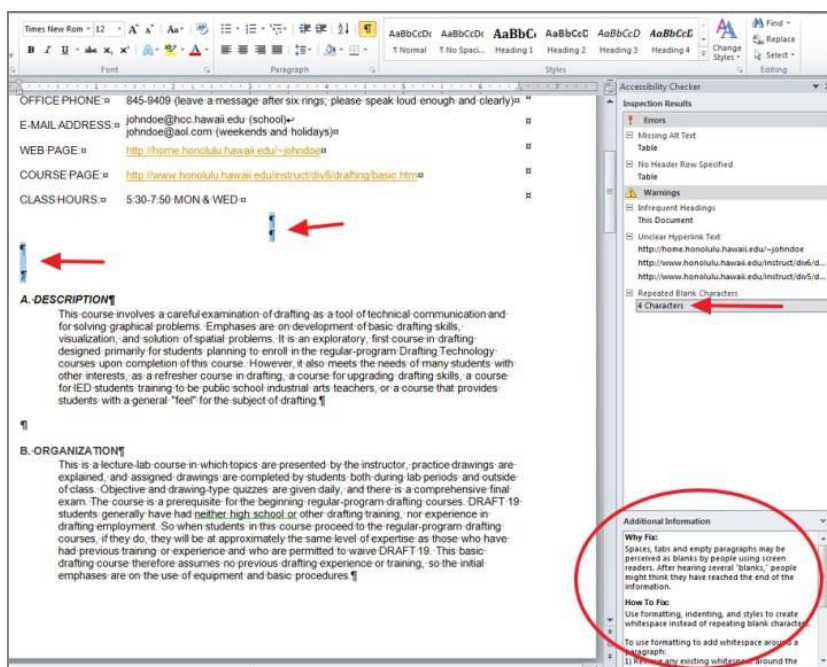 Times New Rom 12 A A Aa
AaBbCcDc AaBbCcDc AaBbC AaBbCcD AaBbCcD AaBbCcD
Find
Replace
Select
B I U abc x x A
¶ Normal ¶ No Spaci... Heading 1 Heading 2 Heading 3 Heading 4
Change
Styles
Font Paragraph Styles Editing
OFFICE PHONE:¤ 845-9409 (leave a message after six rings; please speak loud enough and clearly)¤
E-MAIL ADDRESS:¤ johndoe@hcc.hawaii.edu (school)↵
johndoe@aol.com (weekends and holidays)¤
WEB PAGE:¤ http://home.honolulu.hawaii.edu/~johndoe¤
COURSE PAGE:¤ http://www.honolulu.hawaii.edu/instruct/div6/drafting/basic.htm¤
CLASS HOURS:¤ 5:30-7:50 MON & WED¤
¶
¶
¶
¶
A. DESCRIPTION¶
This course involves a careful examination of drafting as a tool of technical communication and
for solving graphical problems. Emphases are on development of basic drafting skills,
visualization, and solution of spatial problems. It is an exploratory, first course in drafting
designed primarily for students planning to enroll in the regular-program Drafting Technology
courses upon completion of this course. However, it also meets the needs of many students with
other interests, as a refresher course in drafting, a course for upgrading drafting skills, a course
for IED students training to be public school industrial arts teachers, or a course that provides
students with a general "feel" for the subject of drafting.¶
¶
B. ORGANIZATION¶
This is a lecture-lab course in which topics are presented by the instructor, practice drawings are
explained, and assigned drawings are completed by students both during lab periods and outside
of class. Objective and drawing-type quizzes are given daily, and there is a comprehensive final
exam. The course is a prerequisite for the beginning regular-program drafting courses. DRAFT 19
students generally have had neither high school or other drafting training, nor experience in
drafting employment. So when students in this course proceed to the regular-program drafting
courses, if they do, they will be at approximately the same level of expertise as those who have
had previous training or experience and who are permitted to waive DRAFT 19. This basic
drafting course therefore assumes no previous drafting experience or training, so the initial
emphases are on the use of equipment and basic procedures.¶
Accessibility Checker
Inspection Results
Errors
Missing Alt Text
Table
No Header Row Specified
Table
Warnings
Infrequent Headings
This Document
Unclear Hyperlink Text
http://home.honolulu.hawaii.edu/~johndoe
http://www.honolulu.hawaii.edu/instruct/div6/d...
http://www.honolulu.hawaii.edu/instruct/div5/d...
Repeated Blank Characters
4 Characters
Additional Information
Why Fix:
Spaces, tabs and empty paragraphs may be
perceived as blanks by people using screen
readers. After hearing several "blanks," people
might think they have reached the end of the
information.
How To Fix:
Use formatting, indenting, and styles to create
whitespace instead of repeating blank characters.
To use formatting to add whitespace around a
paragraph:
1) Remove any existing whitespace around the